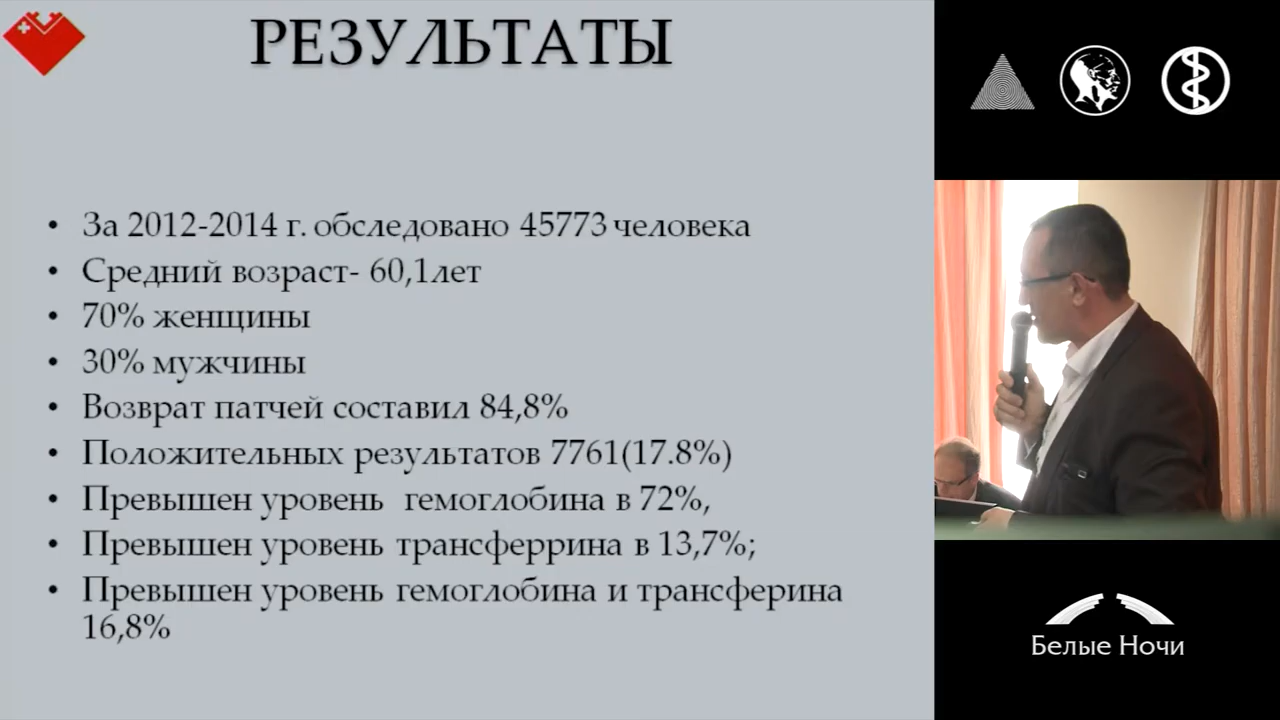 РЕЗУЛЬТАТЫ
• За 2012-2014 г. обследовано 45773 человека
• Средний возраст- 60,1лет
• 70% женщины
• 30% мужчины
• Возврат патчей составил 84,8%
• Положительных результатов 7761(17.8%)
• Превышен уровень гемоглобина в 72%,
• Превышен уровень трансферрина в 13,7%;
• Превышен уровень гемоглобина и трансферина
16,8%
Белые Ночи